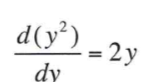 d(y²)/dy = 2y